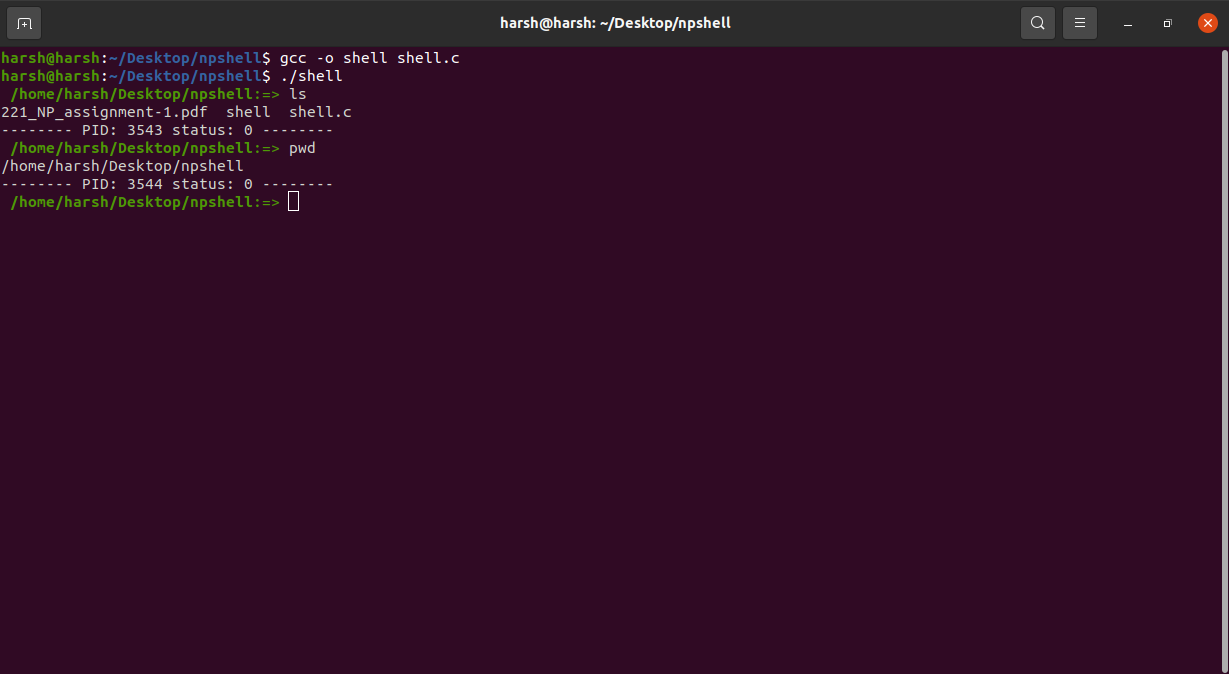 harsh@harsh: ~/Desktop/npshell
harsh@harsh:~/Desktop/npshell$ gcc -o shell shell.c
harsh@harsh:~/Desktop/npshell$ ./shell
/home/harsh/Desktop/npshell:=> ls
221_NP_assignment-1.pdf  shell  shell.c
-------- PID: 3543 status: 0 --------
/home/harsh/Desktop/npshell:=> pwd
/home/harsh/Desktop/npshell
-------- PID: 3544 status: 0 --------
/home/harsh/Desktop/npshell:=>